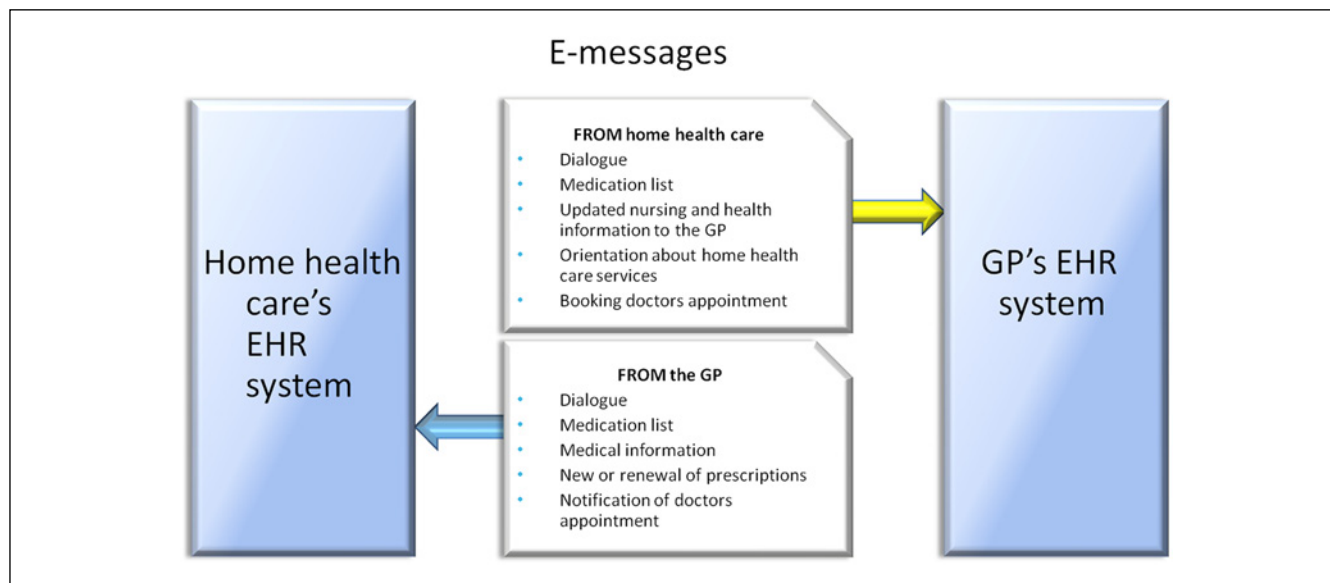 E-messages
Home health
care's
EHR
system
FROM home health care
• Dialogue
• Medication list
• Updated nursing and health
information to the GP
• Orientation about home health
care services
• Booking doctors appointment
FROM the GP
• Dialogue
• Medication list
• Medical information
• New or renewal of prescriptions
• Notification of doctors
appointment
GP's EHR
system